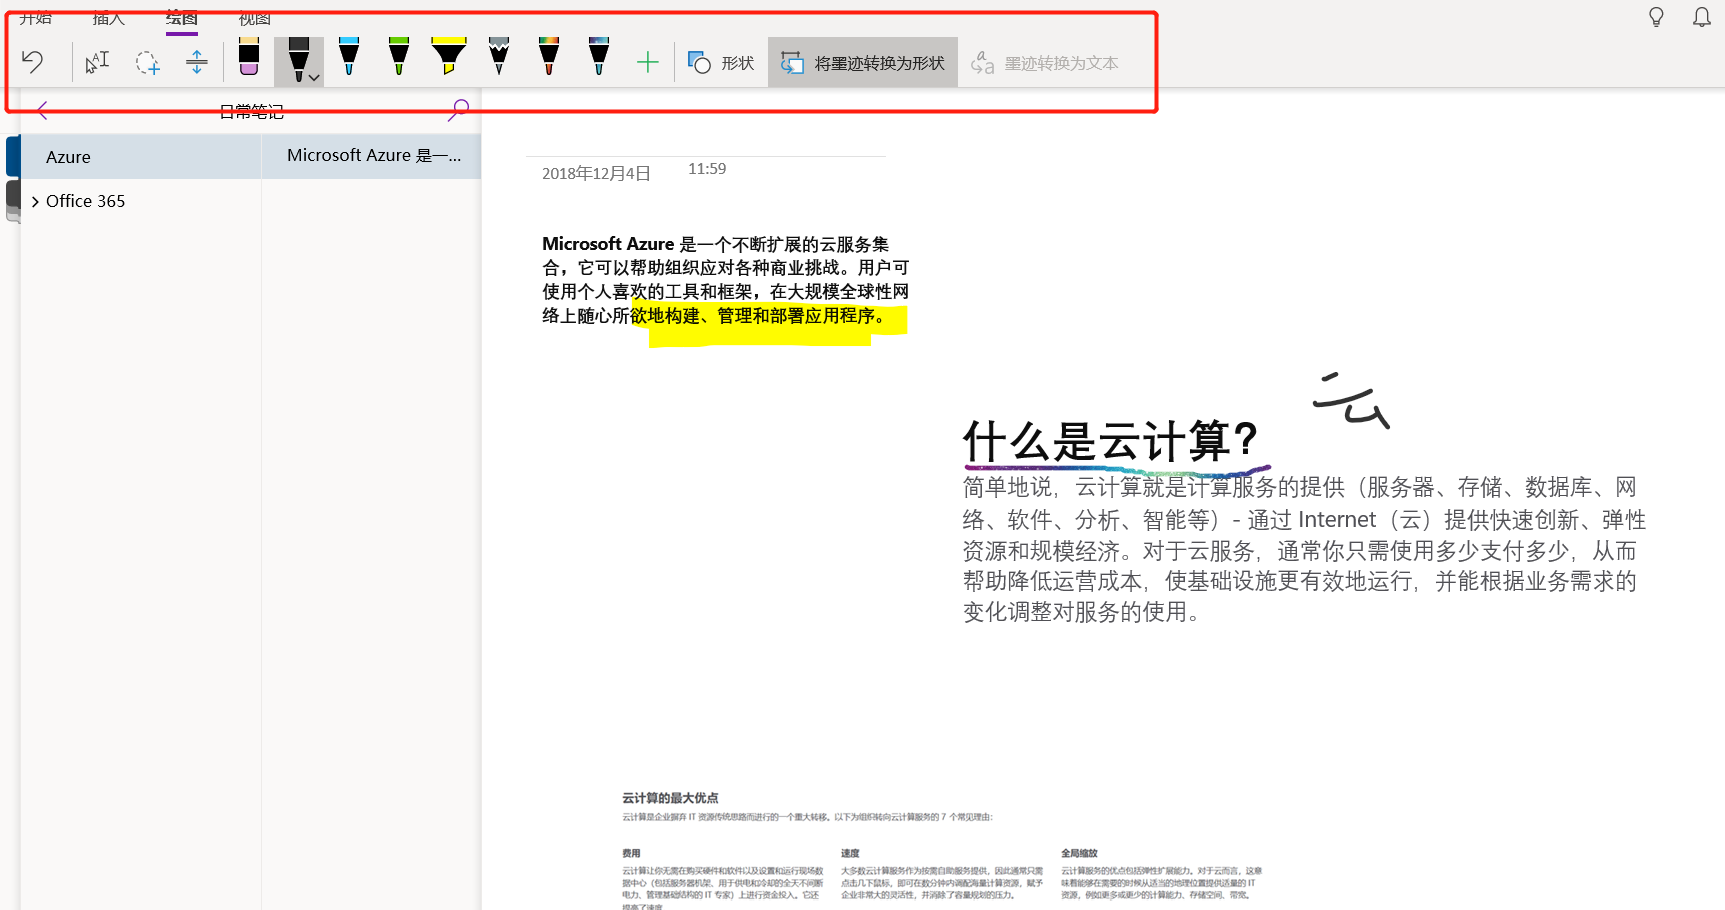 开始 插入 绘图 视图
形状 将墨迹转换为形状 墨迹转换为文本
日常笔记
Azure
Microsoft Azure 是一...
Office 365
2018年12月4日 11:59
Microsoft Azure 是一个不断扩展的云服务集
合，它可以帮助组织应对各种商业挑战。用户可
使用个人喜欢的工具和框架，在大规模全球性网
络上随心所欲地构建、管理和部署应用程序。
云
什么是云计算?
简单地说，云计算就是计算服务的提供（服务器、存储、数据库、网
络、软件、分析、智能等）- 通过 Internet（云）提供快速创新、弹性
资源和规模经济。对于云服务，通常你只需使用多少支付多少，从而
帮助降低运营成本，使基础设施更有效地运行，并能根据业务需求的
变化调整对服务的使用。
云计算的最大优点
云计算是企业摒弃 IT 资源传统思路而进行的一个重大转移。以下为组织转向云计算服务的 7 个常见理由：
费用
云计算让你无需在购买硬件和软件以及设置和运行现场数
据中心（包括服务器机架、用于供电和冷却的全天不间断
电力、管理基础结构的 IT 专家）上进行资金投入。它还
提高了速度
速度
大多数云计算服务作为按需自助服务提供，因此通常只需
点击几下鼠标，即可在数分钟内调配海量计算资源，赋予
企业非常大的灵活性，并消除了容量规划的压力。
全局缩放
云计算服务的优点包括弹性扩展能力。对于云而言，这意
味着能够在需要的时候从适当的地理位置提供适量的 IT
资源，例如更多或更少的计算能力、存储空间、带宽。